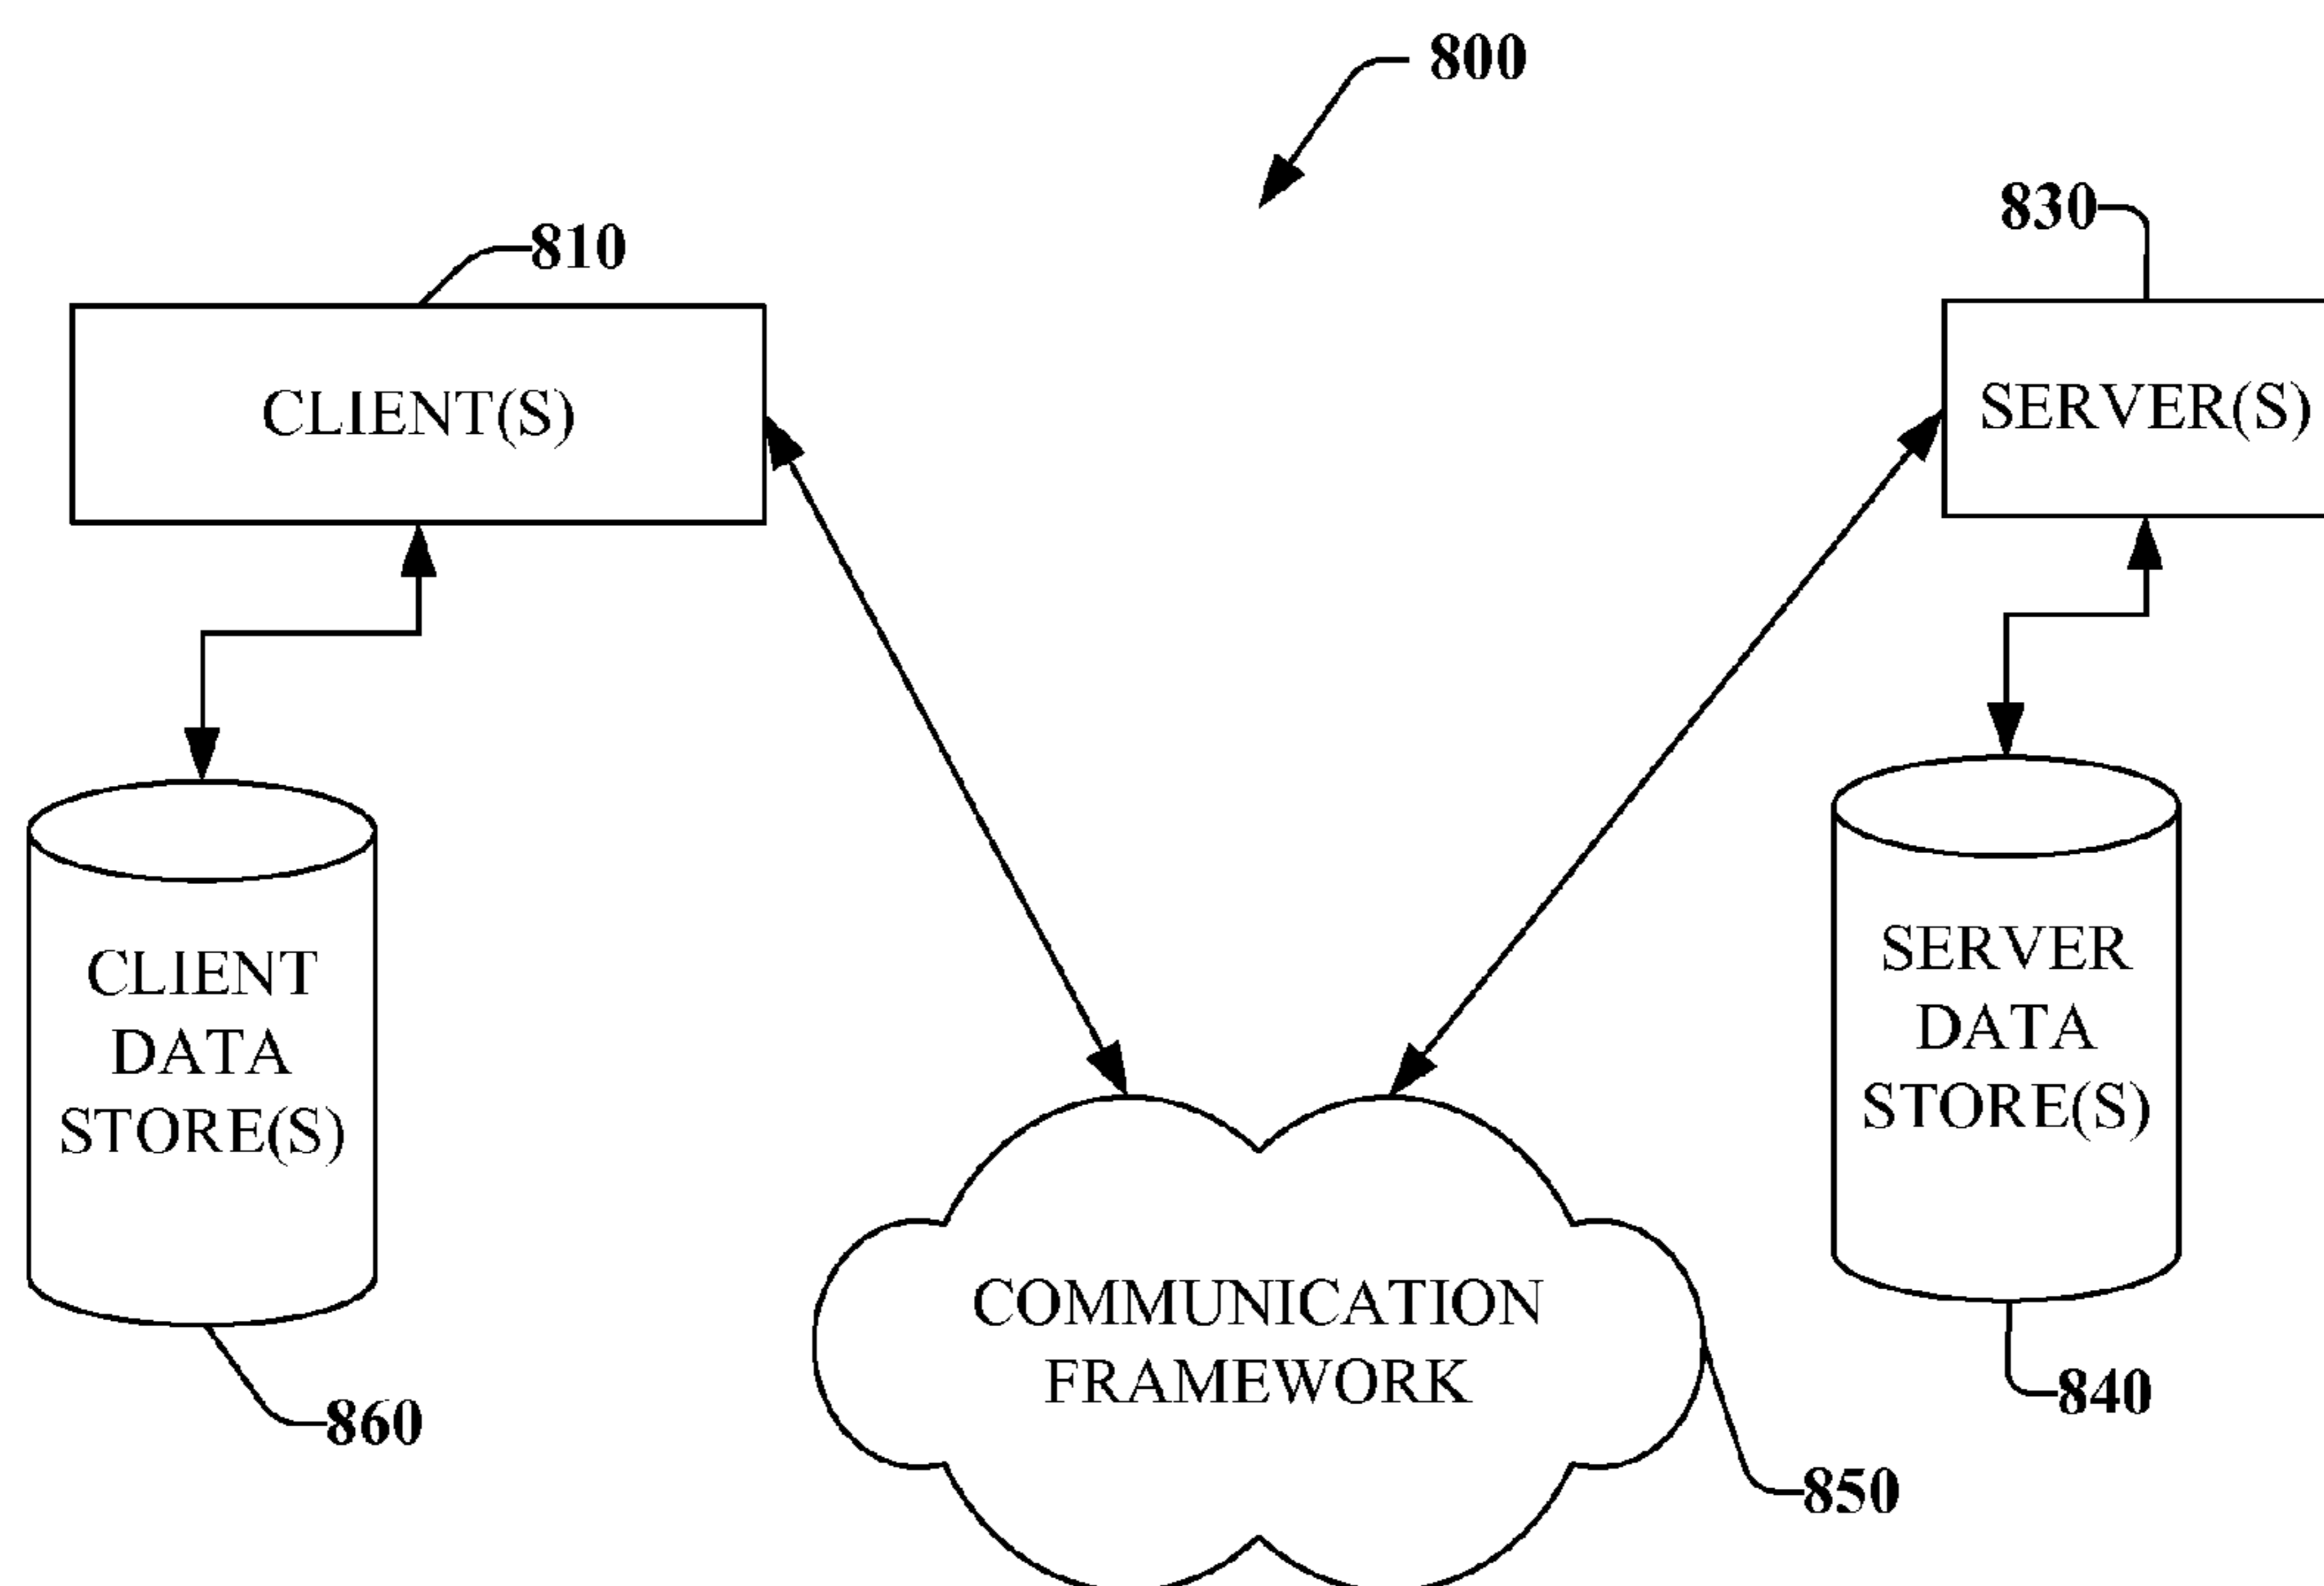 800
810
830
CLIENT(S)
SERVER(S)
CLIENT
DATA
STORE(S)
SERVER
DATA
STORE(S)
COMMUNICATION
FRAMEWORK
860
840
850